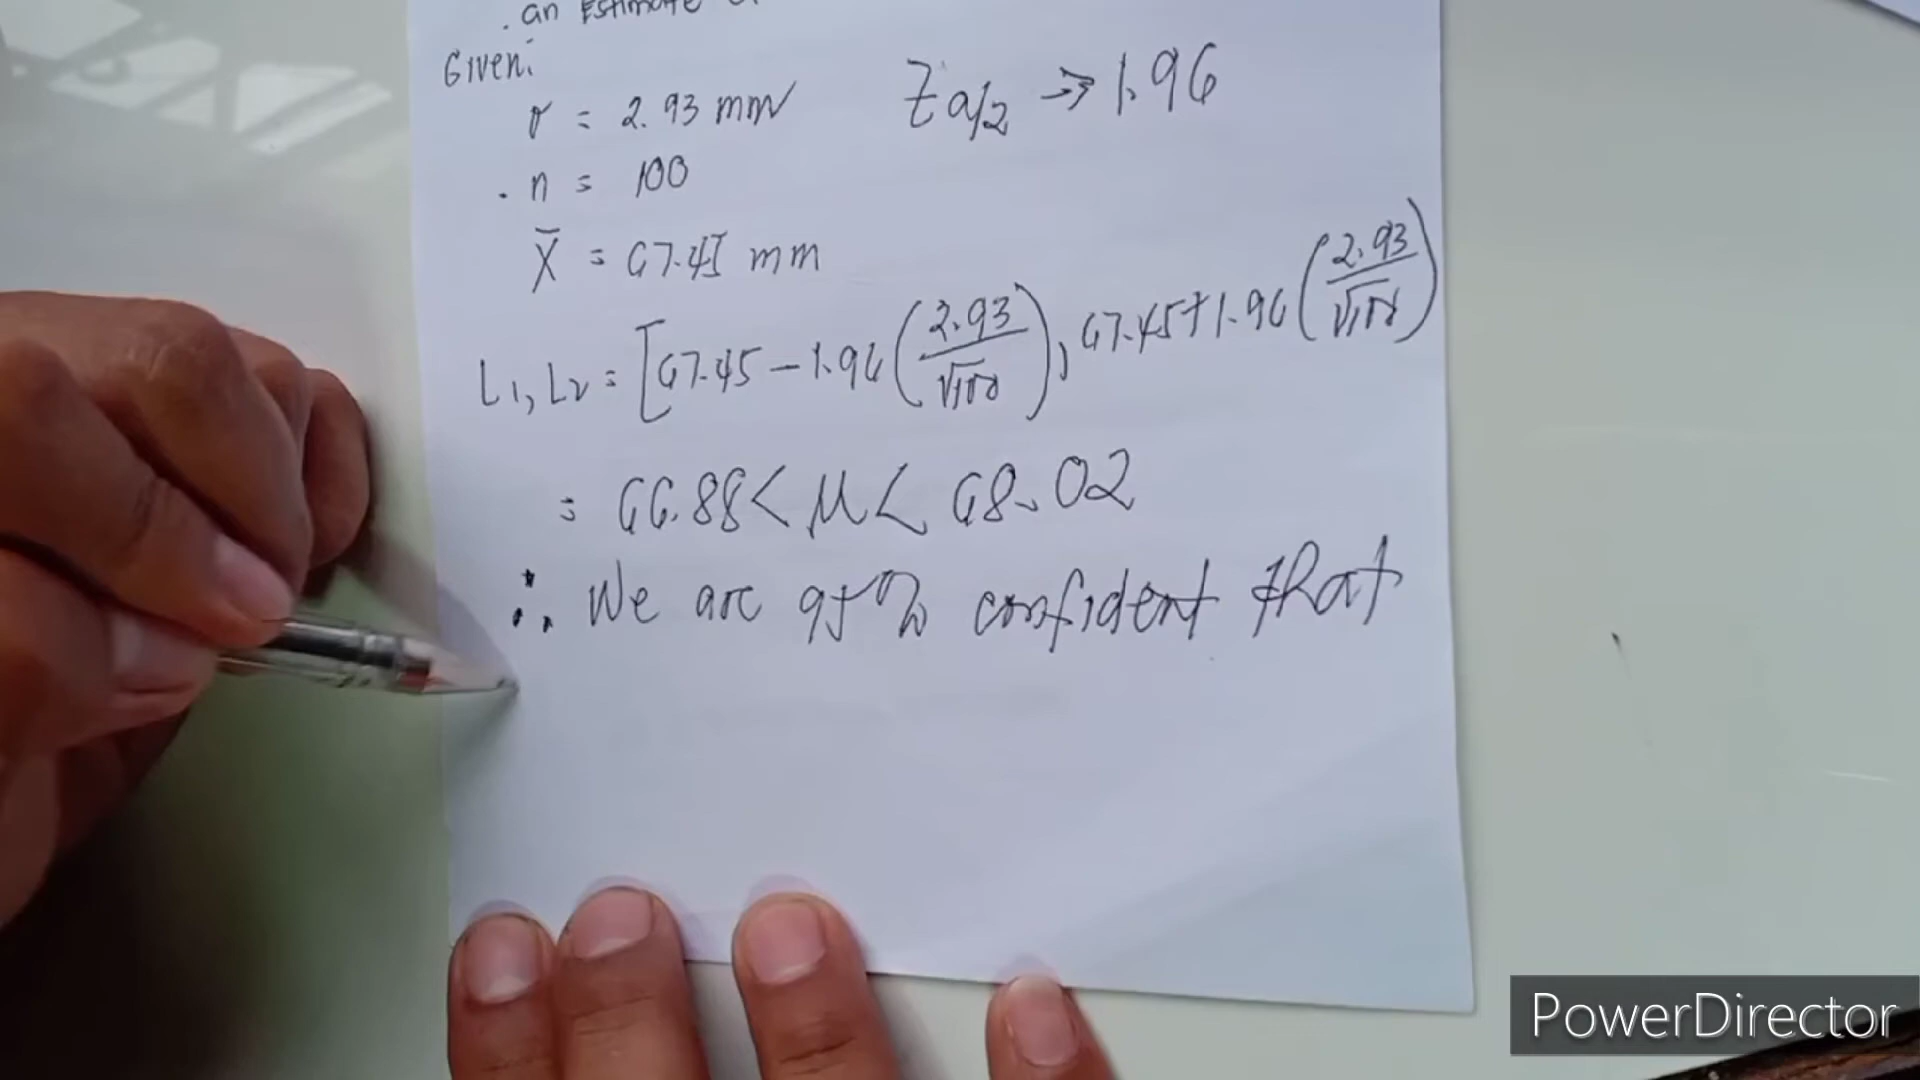 . an Estimate
Given:
σ = 2.93 mm Za/2 → 1.96
. n = 100
X̄ = 67.45 mm
L1, L2 = [67.45 - 1.96 (2.93/√100), 67.45 + 1.96 (2.93/√100)
= 66.88 < μ < 68.02
∴ We are 95% confident that
PowerDirector